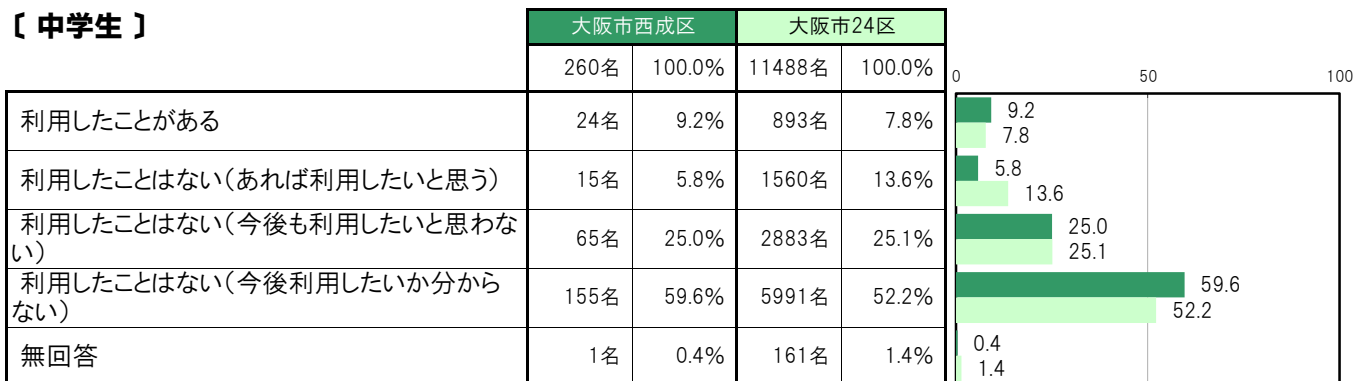 〔 中学生 〕
大阪市西成区 大阪市24区
260名 100.0% 11488名 100.0%
0 50 100
利用したことがある 24名 9.2% 893名 7.8%
9.2
7.8
利用したことはない(あれば利用したいと思う) 15名 5.8% 1560名 13.6%
5.8
13.6
利用したことはない(今後も利用したいと思わな
い) 65名 25.0% 2883名 25.1%
25.0
25.1
利用したことはない(今後利用したいか分から
ない) 155名 59.6% 5991名 52.2%
59.6
52.2
無回答 1名 0.4% 161名 1.4%
0.4
1.4